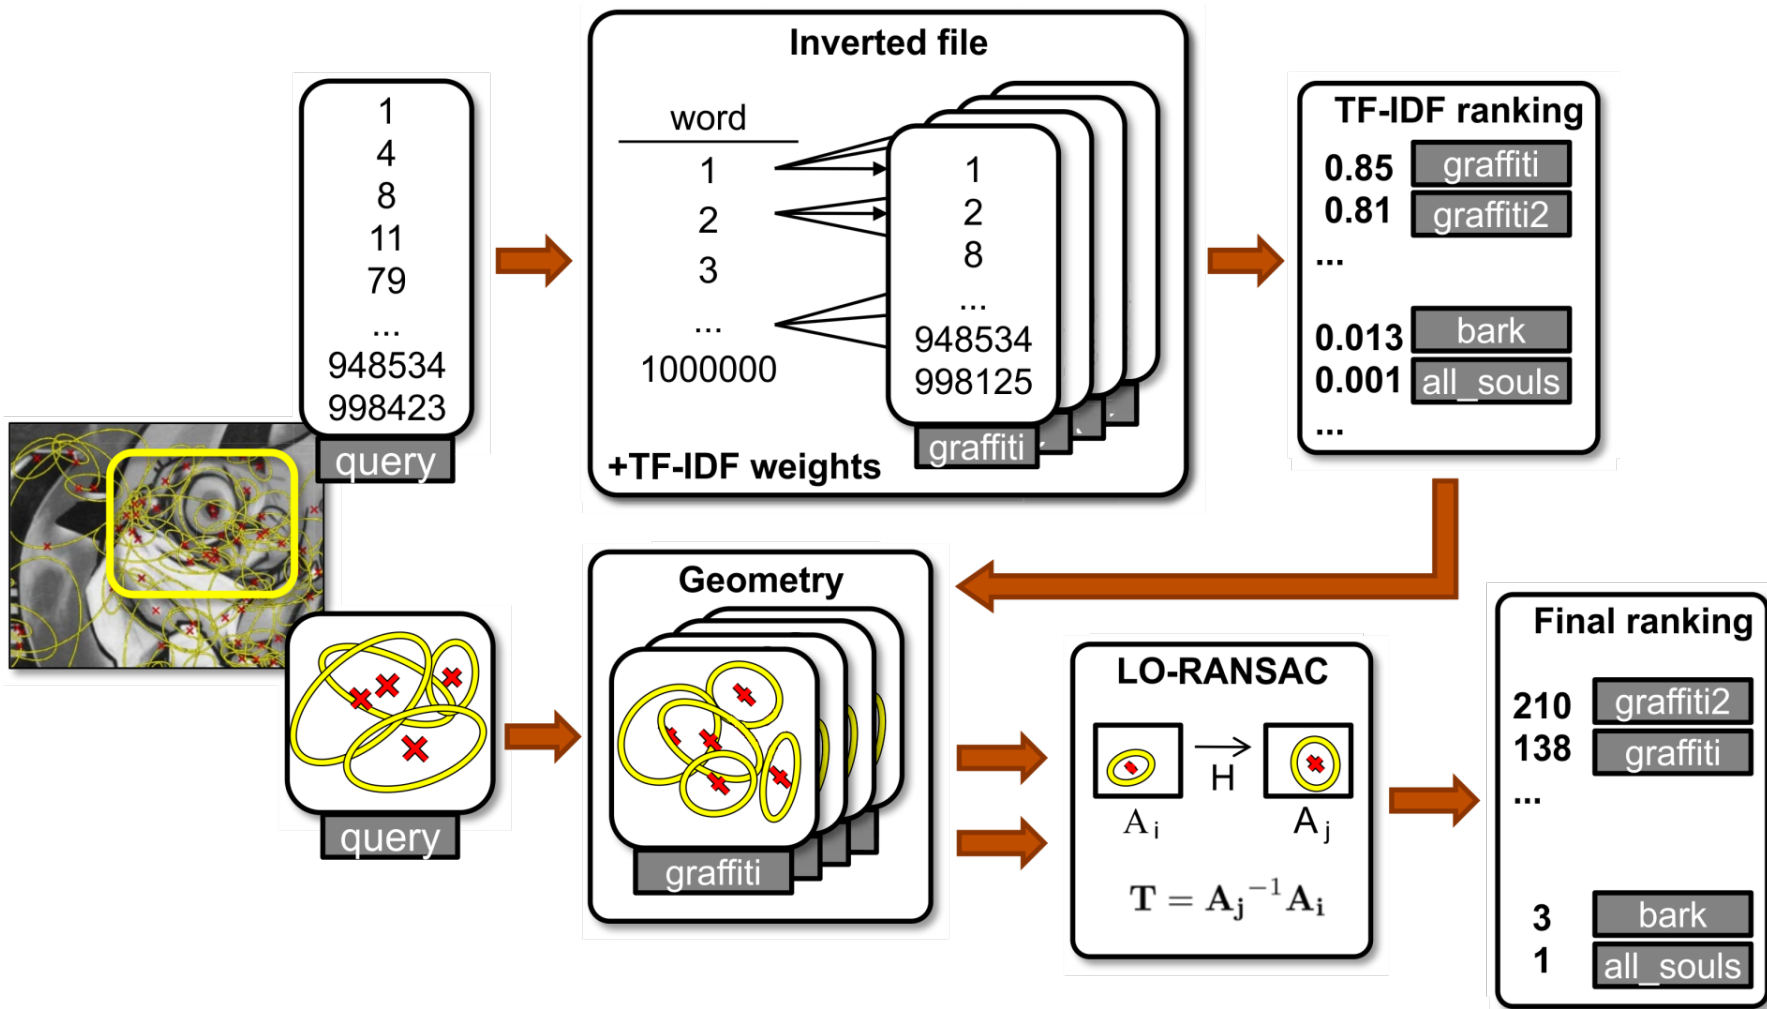 1
4
8
11
79
...
948534
998423
query
Inverted file
word
1
2
3
...
1000000
1
2
8
...
948534
998125
graffiti
+TF-IDF weights
TF-IDF ranking
0.85 graffiti
0.81 graffiti2
...
0.013 bark
0.001 all_souls
...
query
Geometry
graffiti
LO-RANSAC
H
A i
A j
T = A_j^{-1} A_i
Final ranking
210 graffiti2
138 graffiti
...
3 bark
1 all_souls